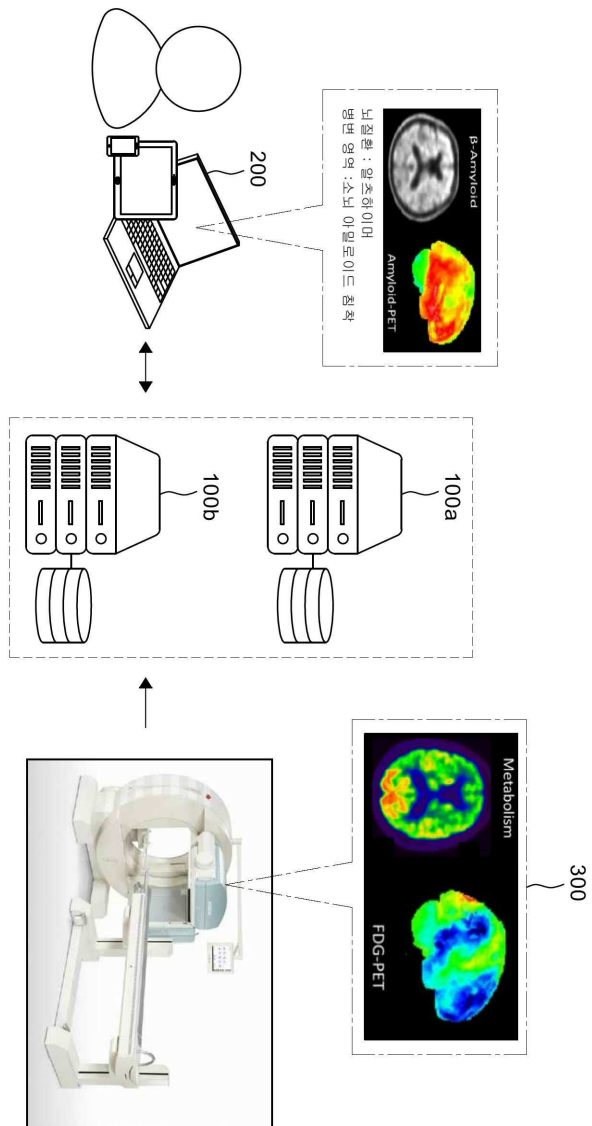 β-Amyloid
Amyloid-PET
뇌질환 : 알츠하이머
병변 영역 : 소뇌 아밀로이드 침착
200
100a
100b
Metabolism
FDG-PET
300